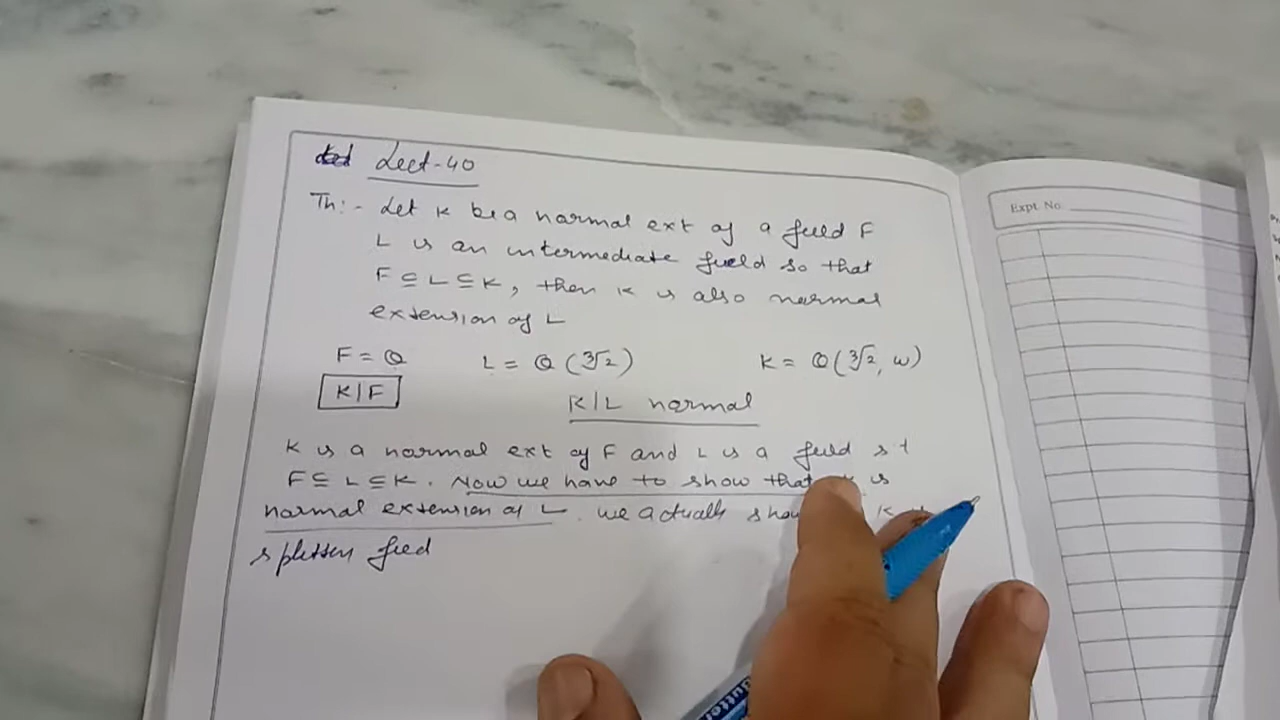 Lect-40
Th:- Let K be a normal ext of a field F
L is an intermediate field so that
F ⊆ L ⊆ K, then K is also normal
extension of L
F = Q L = Q (∛2) K = Q(∛2, ω)
K|F
K|L normal
K is a normal ext of F and L is a field s.t
F ⊆ L ⊆ K. Now we have to show that is
normal extension of L. we actually K
field
Expt. No.
Button